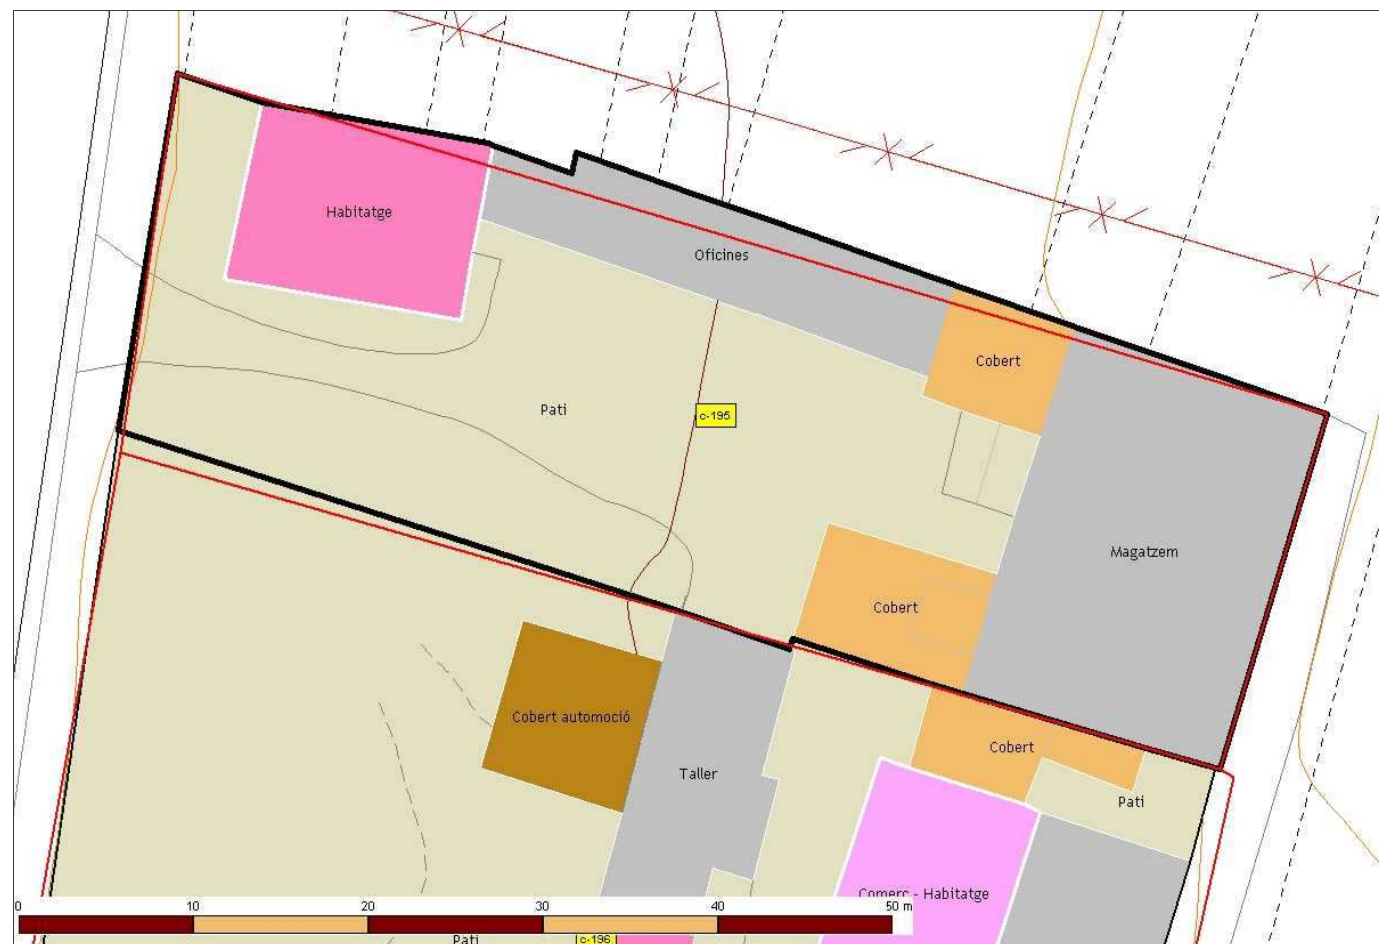 Habitatge
Oficines
Cobert
Pati
c-195
Magatzem
Cobert
Cobert automoció
Cobert
Taller
Pati
Comerç - Habitatge
0 10 20 30 40 50 m
Pati
c-196